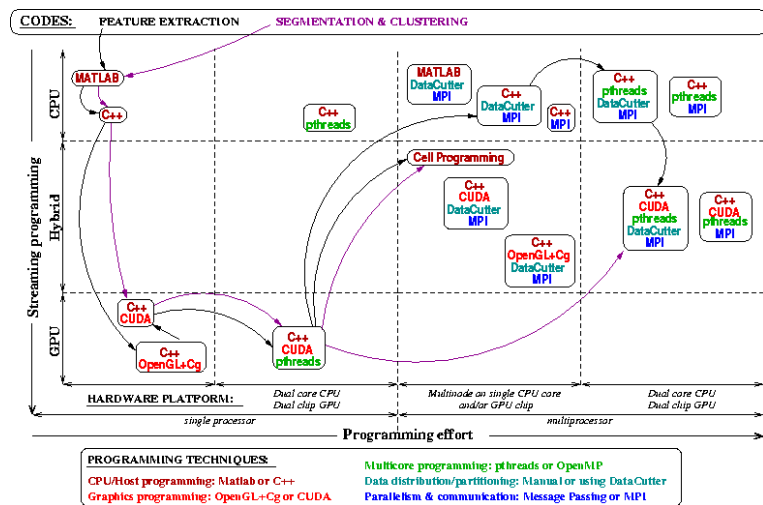 CODES: FEATURE EXTRACTION SEGMENTATION & CLUSTERING
MATLAB
C++
C++
pthreads
MATLAB
DataCutter
MPI
C++
DataCutter
MPI
C++
MPI
C++
pthreads
DataCutter
MPI
C++
pthreads
MPI
CPU
Cell Programming
C++
CUDA
DataCutter
MPI
C++
OpenGL+Cg
DataCutter
MPI
C++
CUDA
pthreads
DataCutter
MPI
C++
CUDA
pthreads
MPI
Hybrid
Streaming programming
C++
CUDA
C++
OpenGL+Cg
C++
CUDA
pthreads
GPU
HARDWARE PLATFORM:
Dual core CPU
Dual chip GPU
Multinode on single CPU core
and/or GPU chip
Dual core CPU
Dual chip GPU
single processor
multiprocessor
Programming effort
PROGRAMMING TECHNIQUES:
CPU/Host programming: Matlab or C++
Graphics programming: OpenGL+Cg or CUDA
Multicore programming: pthreads or OpenMP
Data distribution/partitioning: Manual or using DataCutter
Parallelism & communication: Message Passing or MPI